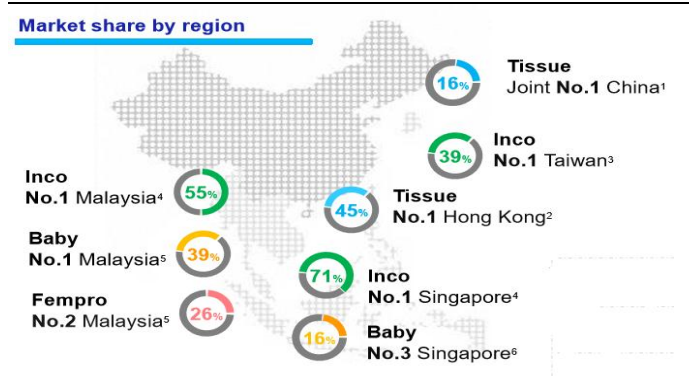 Market share by region
Tissue
16%
Joint No.1 China¹
Inco
39%
No.1 Taiwan³
Inco
55%
No.1 Malaysia⁴
Tissue
45%
No.1 Hong Kong²
Baby
39%
No.1 Malaysia⁵
71%
Inco
No.1 Singapore⁴
Fempro
26%
No.2 Malaysia⁵
Baby
16%
No.3 Singapore⁶